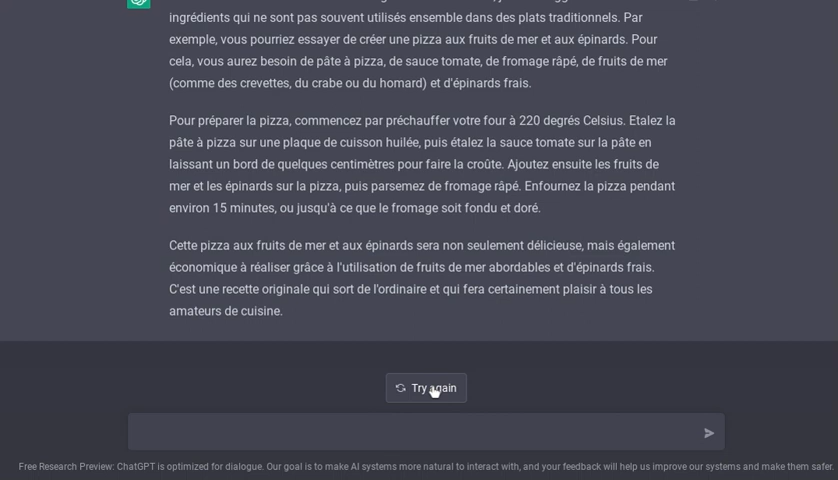 ingrédients qui ne sont pas souvent utilisés ensemble dans des plats traditionnels. Par
exemple, vous pourriez essayer de créer une pizza aux fruits de mer et aux épinards. Pour
cela, vous aurez besoin de pâte à pizza, de sauce tomate, de fromage râpé, de fruits de mer
(comme des crevettes, du crabe ou du homard) et d'épinards frais.
Pour préparer la pizza, commencez par préchauffer votre four à 220 degrés Celsius. Etalez la
pâte à pizza sur une plaque de cuisson huilée, puis étalez la sauce tomate sur la pâte en
laissant un bord de quelques centimètres pour faire la croûte. Ajoutez ensuite les fruits de
mer et les épinards sur la pizza, puis parsemez de fromage râpé. Enfournez la pizza pendant
environ 15 minutes, ou jusqu'à ce que le fromage soit fondu et doré.
Cette pizza aux fruits de mer et aux épinards sera non seulement délicieuse, mais également
économique à réaliser grâce à l'utilisation de fruits de mer abordables et d'épinards frais.
C'est une recette originale qui sort de l'ordinaire et qui fera certainement plaisir à tous les
amateurs de cuisine.
Try again
Free Research Preview: ChatGPT is optimized for dialogue. Our goal is to make AI systems more natural to interact with, and your feedback will help us improve our systems and make them safer.